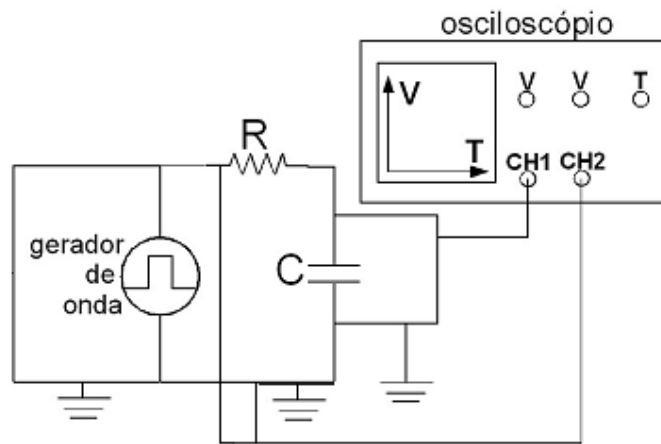 osciloscópio
V V T
V
T
CH1 CH2
R
gerador
de
onda
C